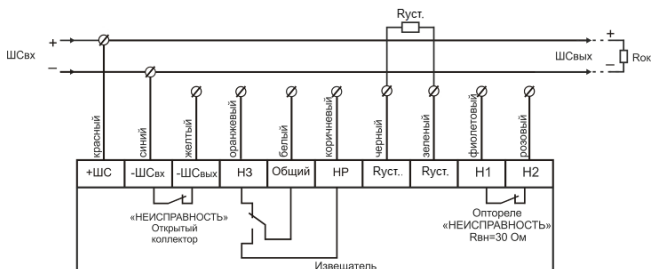 Rуст.
+
ШСвх
–
ШСвых
+
–
Rок
красный
синий
желтый
оранжевый
белый
коричневый
черный
зеленый
фиолетовый
розовый
+ШС
-ШСвх
-ШСвых
НЗ
Общий
НР
Rуст..
Rуст.
Н1
Н2
«НЕИСПРАВНОСТЬ»
Открытый
коллектор
Оптореле
«НЕИСПРАВНОСТЬ»
Rвн=30 Ом
Извещатель